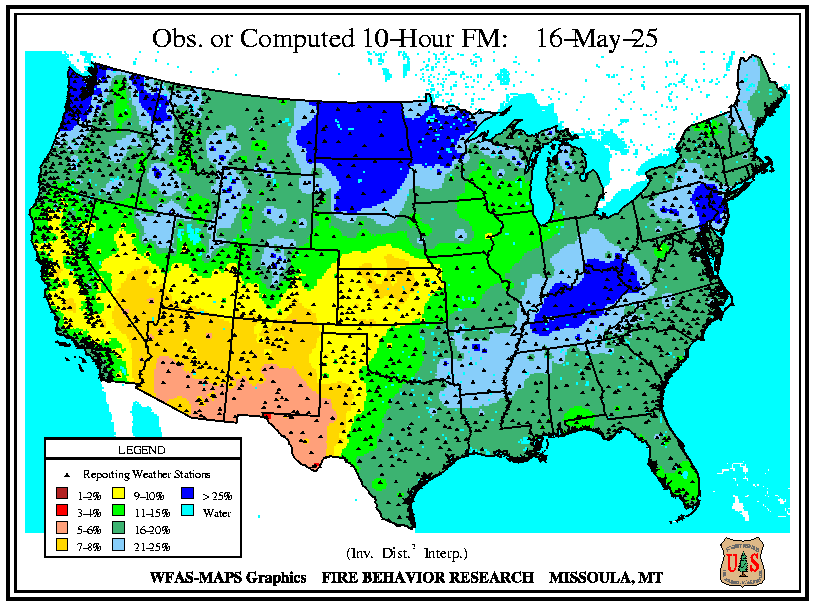 Obs. or Computed 10-Hour FM: 16-May-25
LEGEND
Reporting Weather Stations
1-2% 9-10% > 25%
3-4% 11-15% Water
5-6% 16-20%
7-8% 21-25%
(Inv. Dist.² Interp.)
WFAS-MAPS Graphics FIRE BEHAVIOR RESEARCH MISSOULA, MT
U S